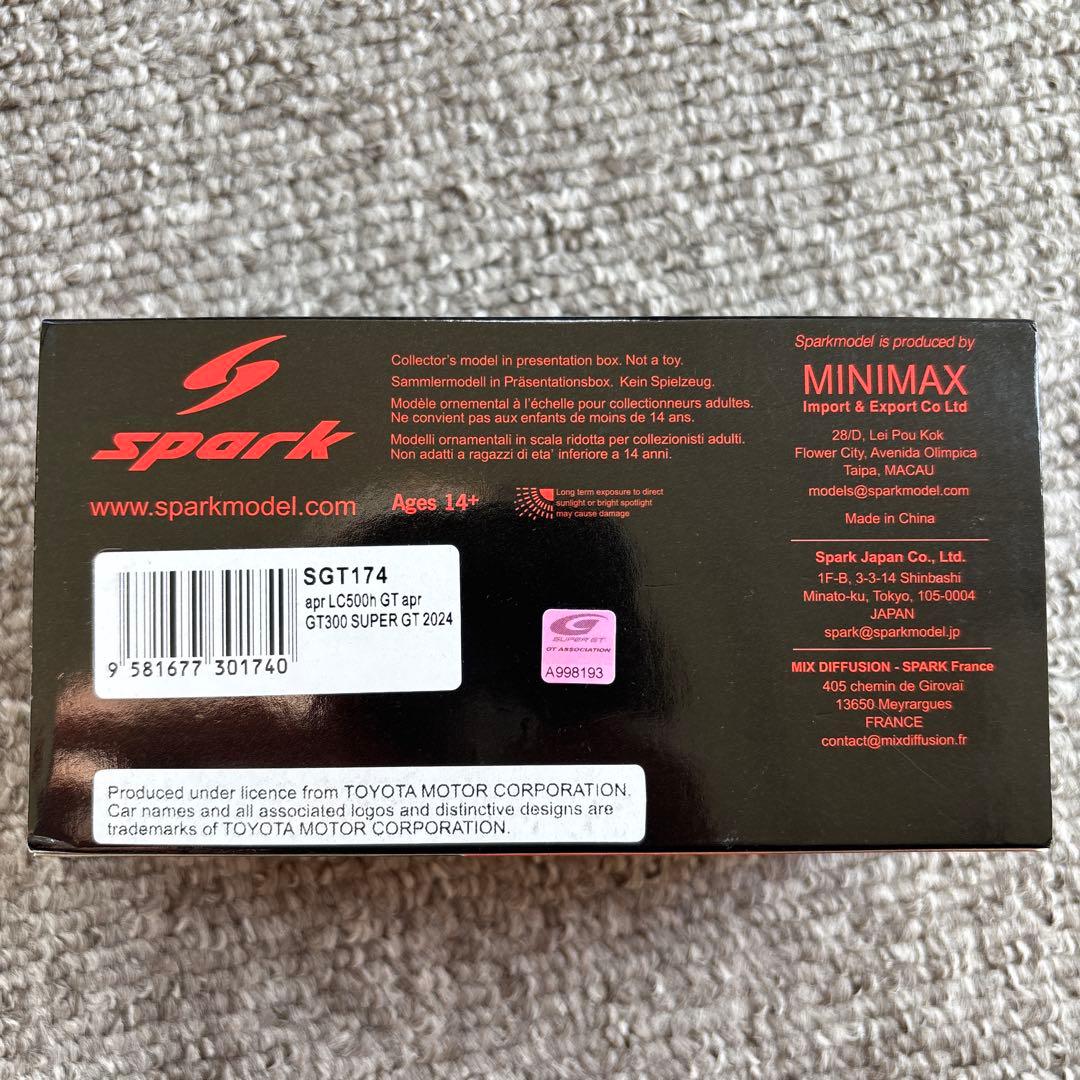 spark
www.sparkmodel.com
Collector's model in presentation box. Not a toy.
Sammlermodell in Präsentationsbox. Kein Spielzeug.
Modèle ornemental à l'échelle pour collectionneurs adultes.
Ne convient pas aux enfants de moins de 14 ans.
Modelli ornamentali in scala ridotta per collezionisti adulti.
Non adatti a ragazzi di eta' inferiore a 14 anni.
Ages 14+
Long term exposure to direct
sunlight or bright spotlight
may cause damage
SGT174
apr LC500h GT apr
GT300 SUPER GT 2024
9 581677 301740
SUPER GT
GT ASSOCIATION
A998193
Produced under licence from TOYOTA MOTOR CORPORATION.
Car names and all associated logos and distinctive designs are
trademarks of TOYOTA MOTOR CORPORATION.
Sparkmodel is produced by
MINIMAX
Import & Export Co Ltd
28/D, Lei Pou Kok
Flower City, Avenida Olimpica
Taipa, MACAU
models@sparkmodel.com
Made in China
Spark Japan Co., Ltd.
1F-B, 3-3-14 Shinbashi
Minato-ku, Tokyo, 105-0004
JAPAN
spark@sparkmodel.jp
MIX DIFFUSION - SPARK France
405 chemin de Girovaï
13650 Meyrargues
FRANCE
contact@mixdiffusion.fr